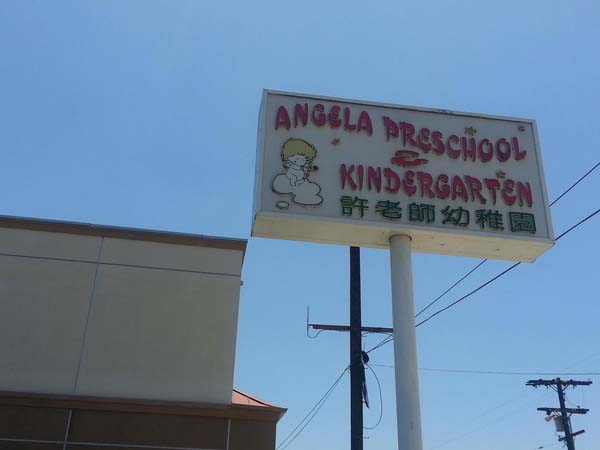 ANGELA PRESCHOOL
&
KINDERGARTEN
許老師幼稚園